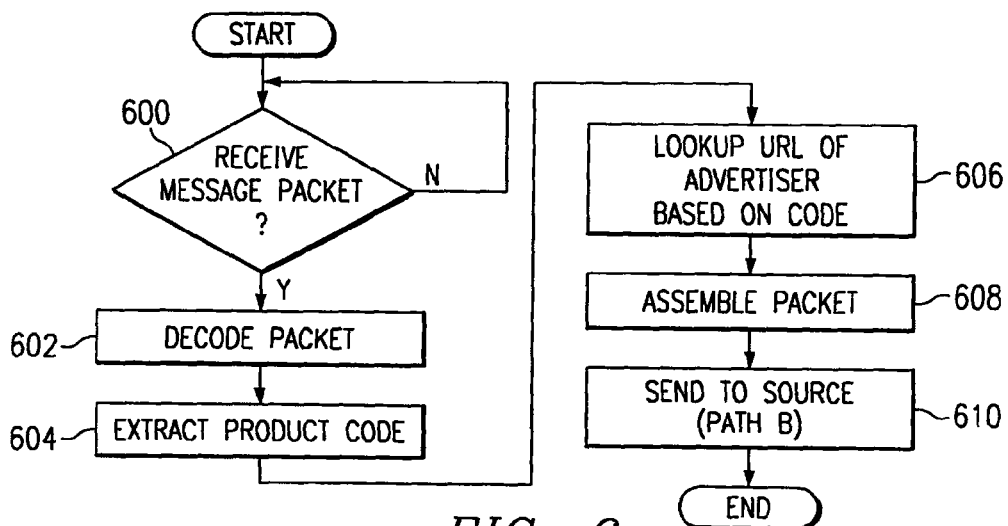 START
600
RECEIVE
MESSAGE PACKET
?
N
Y
602
DECODE PACKET
604
EXTRACT PRODUCT CODE
LOOKUP URL OF
ADVERTISER
BASED ON CODE
606
ASSEMBLE PACKET
608
SEND TO SOURCE
(PATH B)
610
END
FIG.